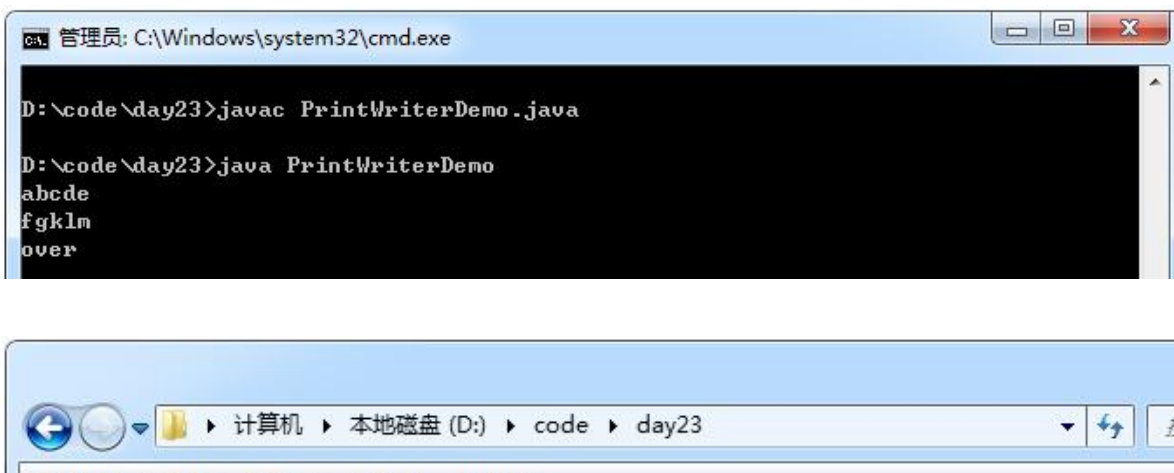 管理员: C:\Windows\system32\cmd.exe
D:\code\day23>javac PrintWriterDemo.java
D:\code\day23>java PrintWriterDemo
abcde
fgklm
over
计算机 本地磁盘 (D:) code day23